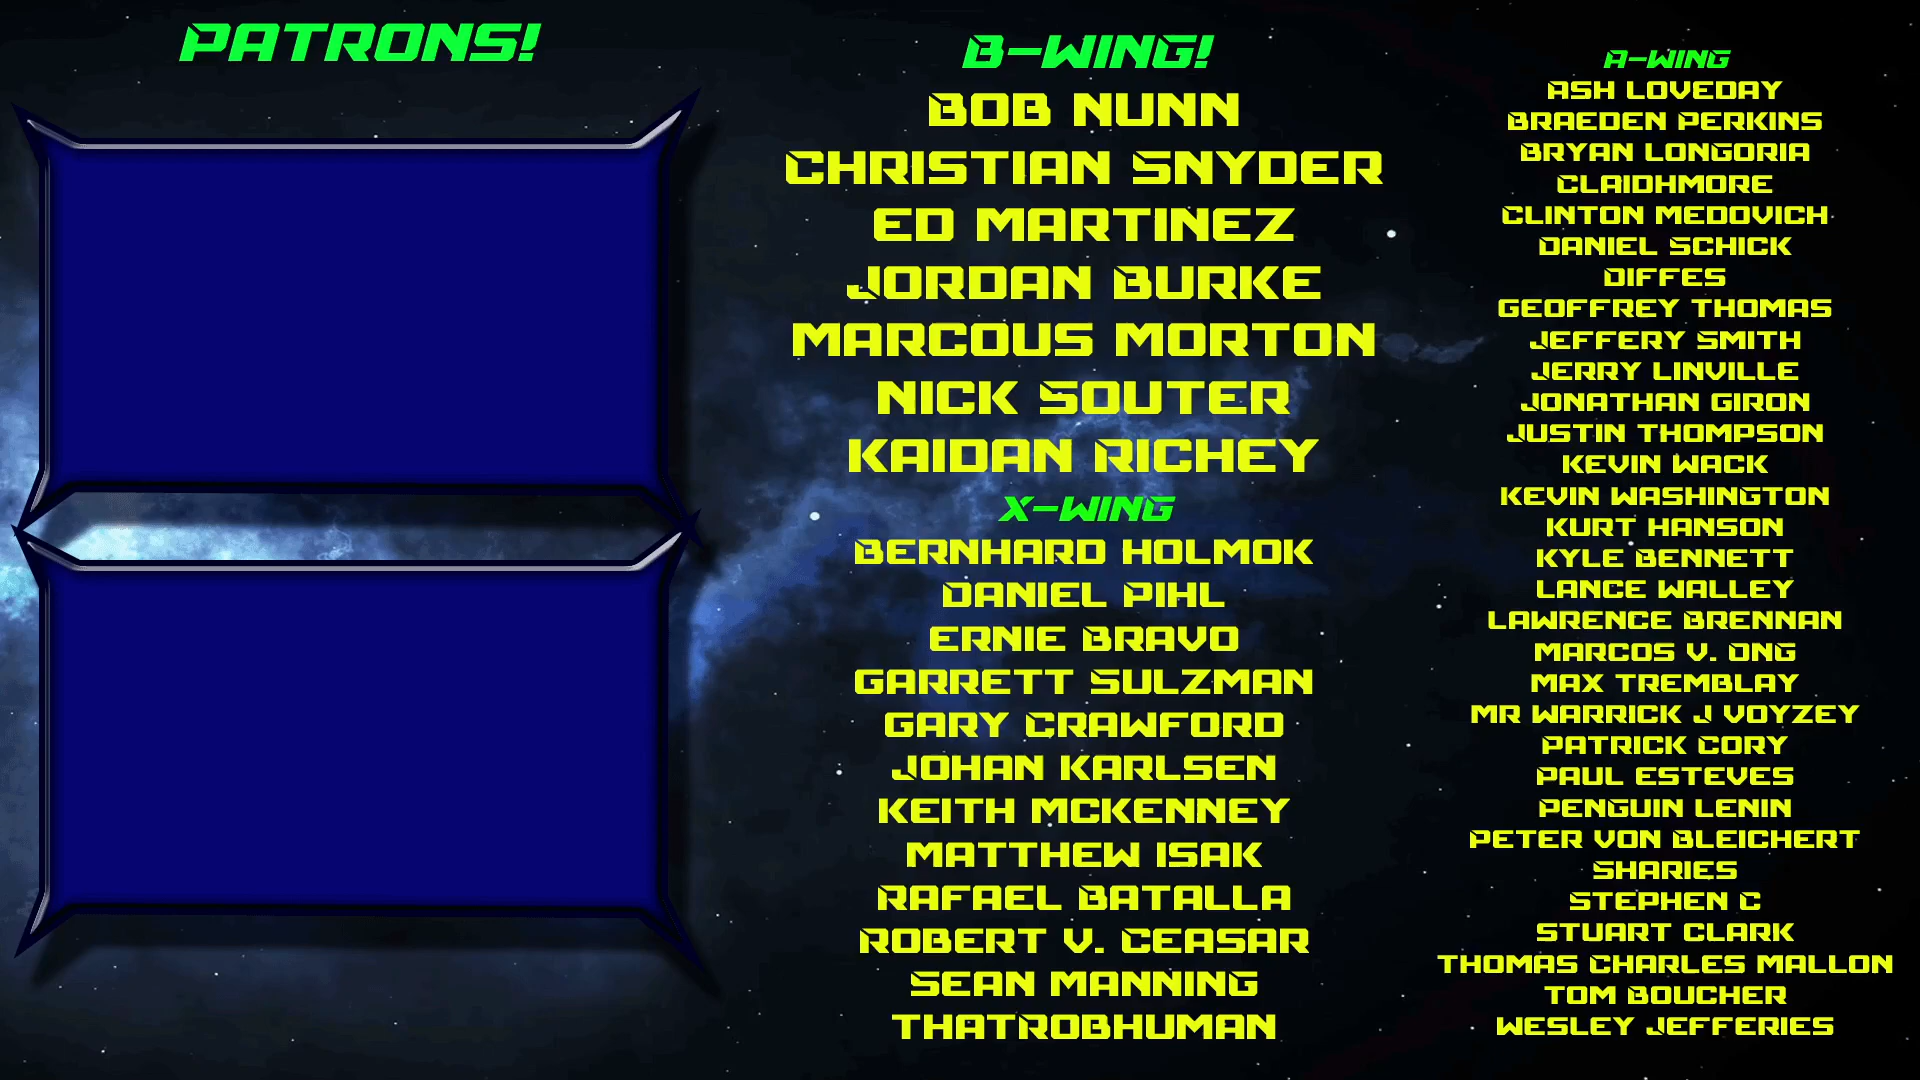 PATRONS!
B-WING!
BOB NUNN
CHRISTIAN SNYDER
ED MARTINEZ
JORDAN BURKE
MARCOUS MORTON
NICK SOUTER
KAIDAN RICHEY
X-WING
BERNHARD HOLMOK
DANIEL PIHL
ERNIE BRAVO
GARRETT SULZMAN
GARY CRAWFORD
JOHAN KARLSEN
KEITH MCKENNEY
MATTHEW ISAK
RAFAEL BATALLA
ROBERT V. CEASAR
SEAN MANNING
THATROBHUMAN
A-WING
ASH LOVEDAY
BRAEDEN PERKINS
BRYAN LONGORIA
CLAIDHMORE
CLINTON MEDOVICH
DANIEL SCHICK
DIFFES
GEOFFREY THOMAS
JEFFERY SMITH
JERRY LINVILLE
JONATHAN GIRON
JUSTIN THOMPSON
KEVIN WACK
KEVIN WASHINGTON
KURT HANSON
KYLE BENNETT
LANCE WALLEY
LAWRENCE BRENNAN
MARCOS V. ONG
MAX TREMBLAY
MR WARRICK J VOYZEY
PATRICK CORY
PAUL ESTEVES
PENGUIN LENIN
PETER VON BLEICHERT
SHARIES
STEPHEN C
STUART CLARK
THOMAS CHARLES MALLON
TOM BOUCHER
WESLEY JEFFERIES